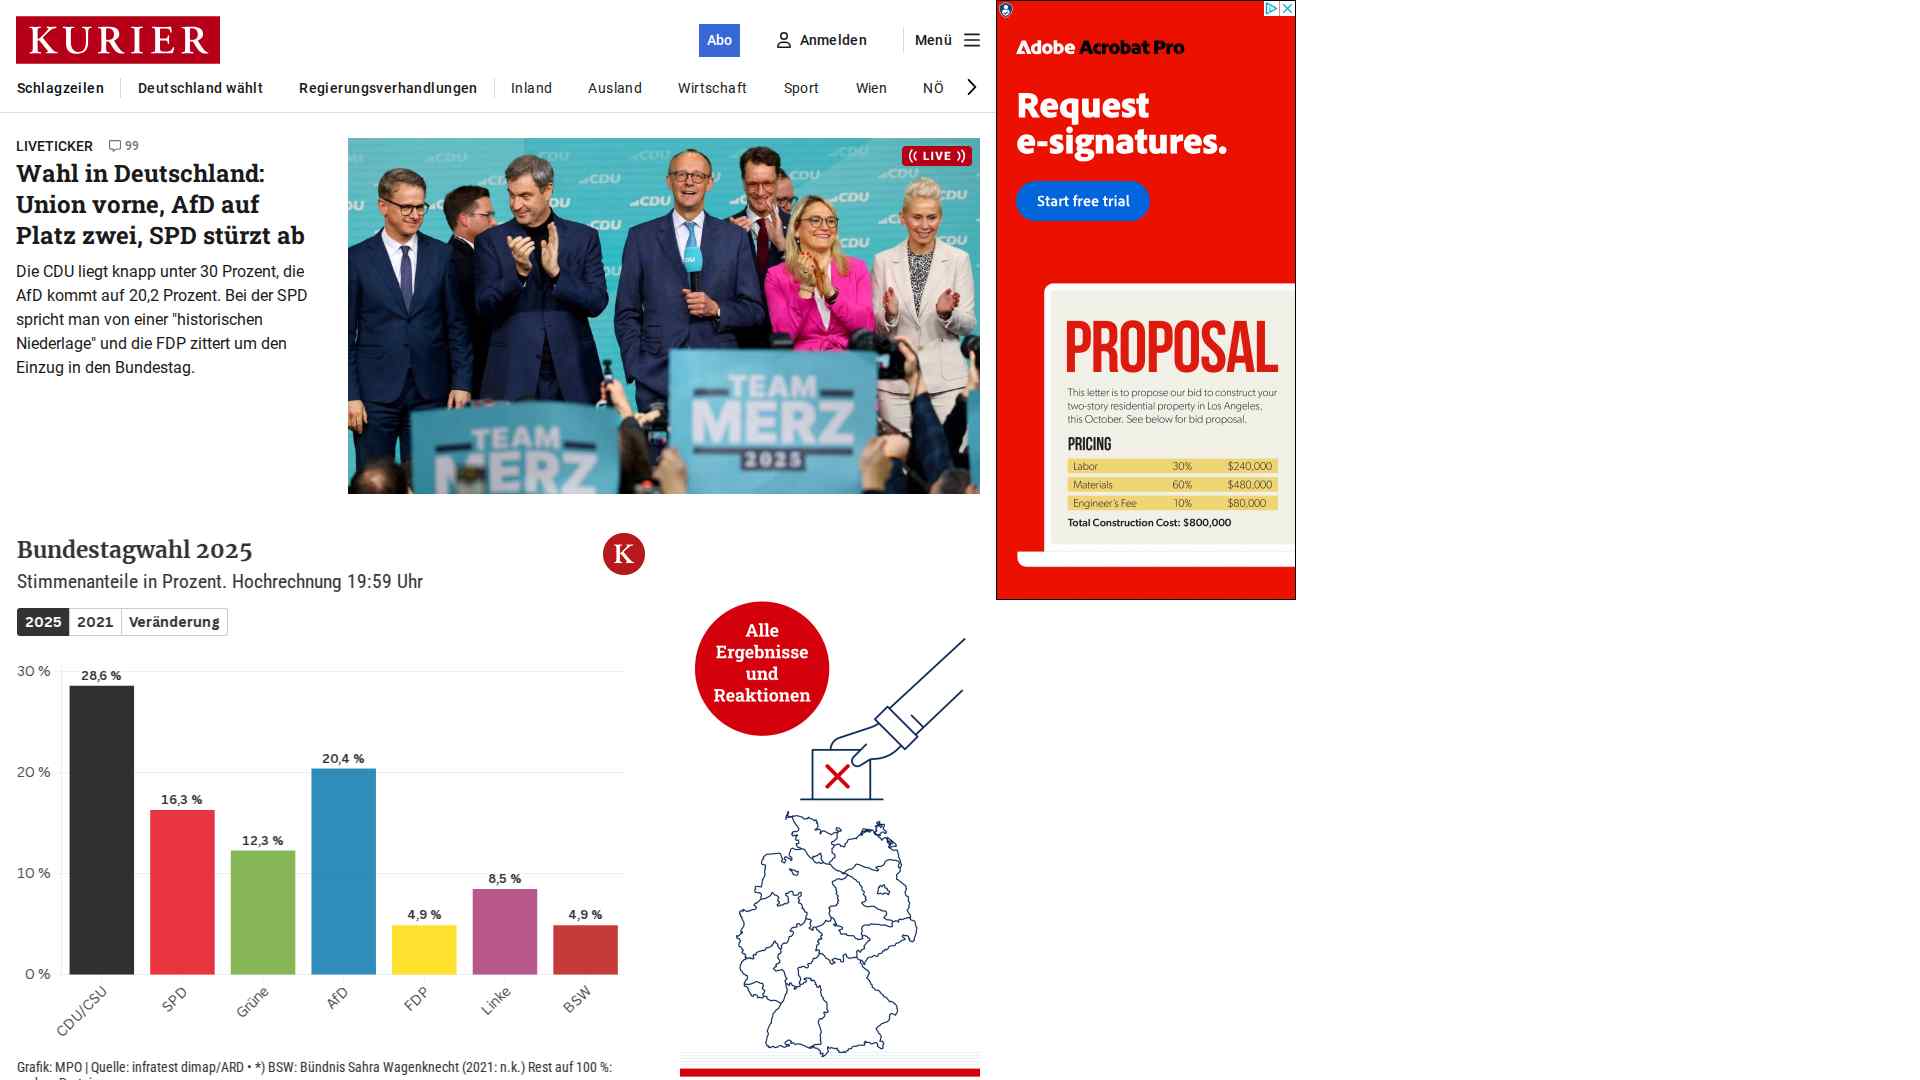 KURIER
Abo
Anmelden
Menü
Schlagzeilen
Deutschland wählt
Regierungsverhandlungen
Inland
Ausland
Wirtschaft
Sport
Wien
NÖ
LIVETICKER 99
Wahl in Deutschland:
Union vorne, AfD auf
Platz zwei, SPD stürzt ab
Die CDU liegt knapp unter 30 Prozent, die
AfD kommt auf 20,2 Prozent. Bei der SPD
spricht man von einer "historischen
Niederlage" und die FDP zittert um den
Einzug in den Bundestag.
LIVE
CDU
CDU
CDU
CDU
CDU
TEAM
MERZ
2025
TEAM
MERZ
Adobe Acrobat Pro
Request
e-signatures.
Start free trial
PROPOSAL
This letter is to propose our bid to construct your
two-story residential property in Los Angeles,
this October. See below for bid proposal.
PRICING
Labor 30% $240,000
Materials 60% $480,000
Engineer's Fee 10% $80,000
Total Construction Cost: $800,000
Bundestagwahl 2025
K
Stimmenanteile in Prozent. Hochrechnung 19:59 Uhr
2025
2021
Veränderung
30 %
20 %
10 %
0 %
28,6 %
16,3 %
12,3 %
20,4 %
4,9 %
8,5 %
4,9 %
CDU/CSU
SPD
Grüne
AfD
FDP
Linke
BSW
Grafik: MPO | Quelle: infratest dimap/ARD • *) BSW: Bündnis Sahra Wagenknecht (2021: n.k.) Rest auf 100 %:
Alle
Ergebnisse
und
Reaktionen